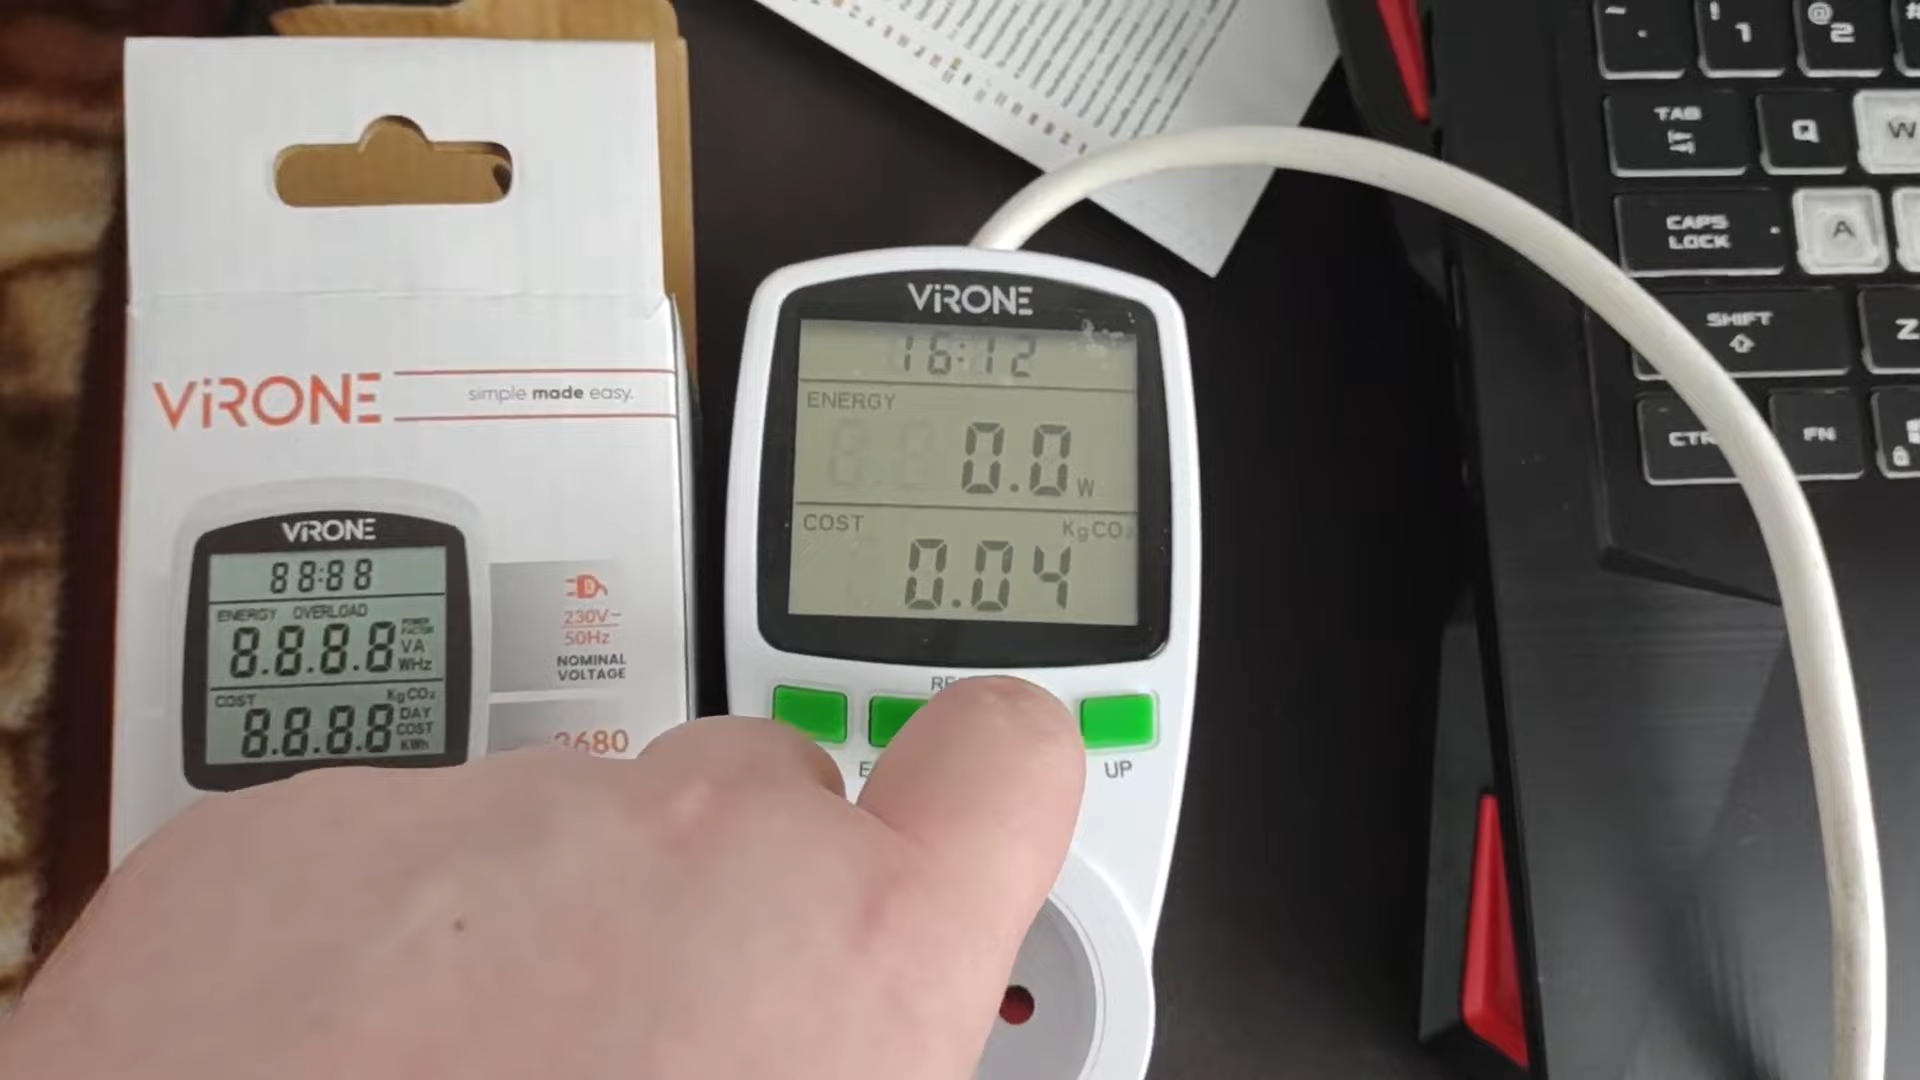 VIRONE
simple made easy.
VIRONE
88:88
ENERGY OVERLOAD
8.8.8.8
POWER
FACTOR
VA
WHz
COST
KgCO₂
8.8.8.8
DAY
COST
KWh
230V~
50Hz
NOMINAL
VOLTAGE
3680
VIRONE
16:12
ENERGY
0.0 W
COST
KgCO₂
0.04
UP
~
!
1
@
2
#
TAB
Q
W
CAPS
LOCK
A
SHIFT
Z
FN